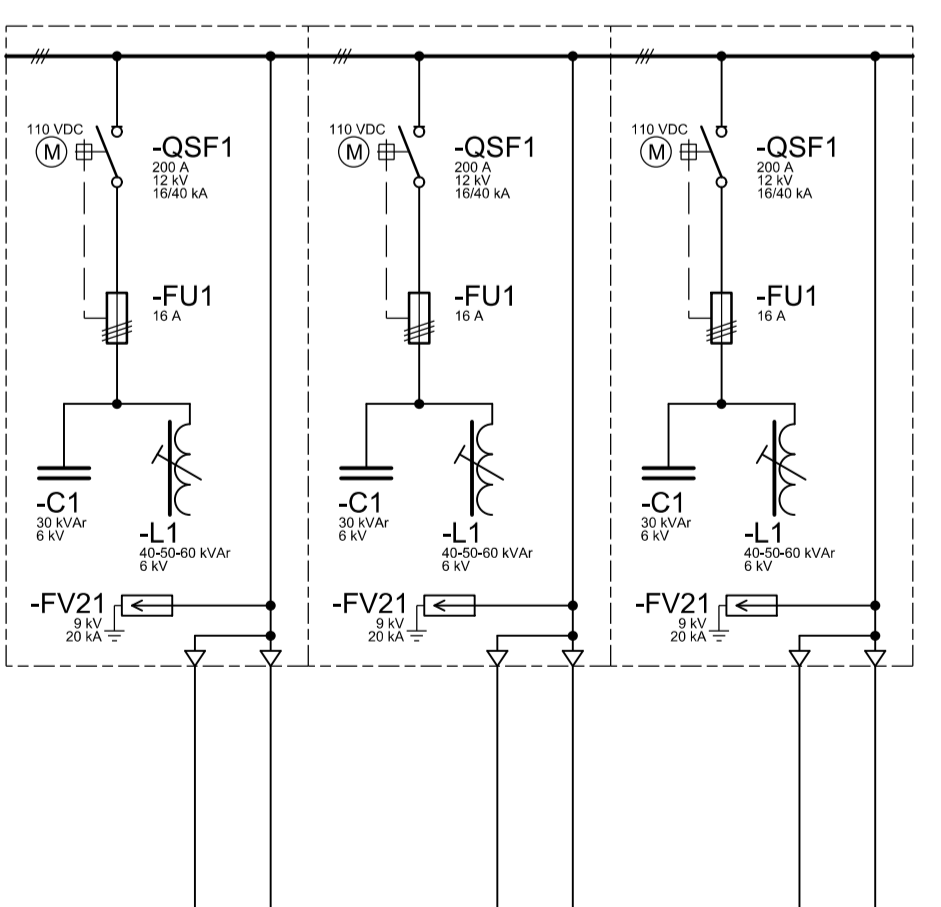 110 VDC
M
-QSF1
200 A
12 kV
16/40 kA
-FU1
16 A
-C1
30 kVAr
6 kV
-L1
40-50-60 kVAr
6 kV
-FV21
9 kV
20 kA
110 VDC
M
-QSF1
200 A
12 kV
16/40 kA
-FU1
16 A
-C1
30 kVAr
6 kV
-L1
40-50-60 kVAr
6 kV
-FV21
9 kV
20 kA
110 VDC
M
-QSF1
200 A
12 kV
16/40 kA
-FU1
16 A
-C1
30 kVAr
6 kV
-L1
40-50-60 kVAr
6 kV
-FV21
9 kV
20 kA